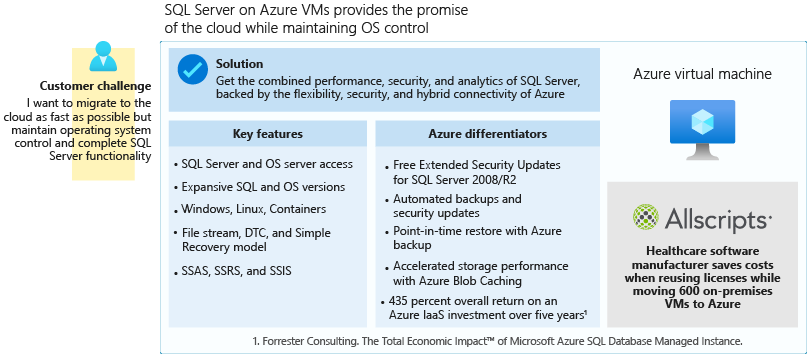 SQL Server on Azure VMs provides the promise
of the cloud while maintaining OS control
Customer challenge
I want to migrate to the
cloud as fast as possible but
maintain operating system
control and complete SQL
Server functionality
Solution
Get the combined performance, security, and analytics of SQL Server,
backed by the flexibility, security, and hybrid connectivity of Azure
Key features
• SQL Server and OS server access
• Expansive SQL and OS versions
• Windows, Linux, Containers
• File stream, DTC, and Simple
Recovery model
• SSAS, SSRS, and SSIS
Azure differentiators
• Free Extended Security Updates
for SQL Server 2008/R2
• Automated backups and
security updates
• Point-in-time restore with Azure
backup
• Accelerated storage performance
with Azure Blob Caching
• 435 percent overall return on an
Azure IaaS investment over five years¹
Azure virtual machine
Allscripts
Healthcare software
manufacturer saves costs
when reusing licenses while
moving 600 on-premises
VMs to Azure
1. Forrester Consulting. The Total Economic Impact™ of Microsoft Azure SQL Database Managed Instance.